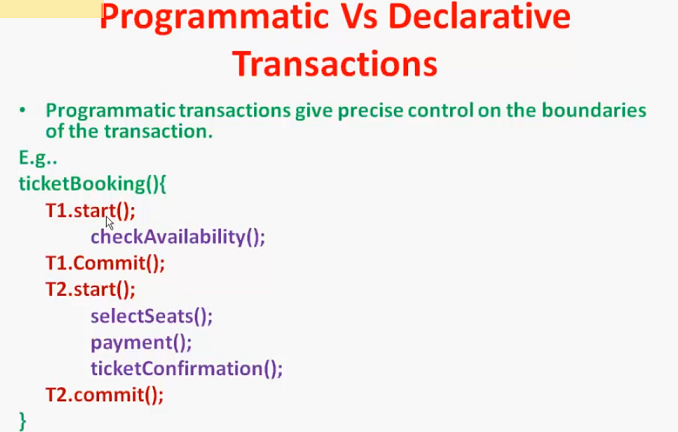 Programmatic Vs Declarative
Transactions
• Programmatic transactions give precise control on the boundaries
of the transaction.
E.g..
ticketBooking(){
T1.start();
checkAvailability();
T1.Commit();
T2.start();
selectSeats();
payment();
ticketConfirmation();
T2.commit();
}